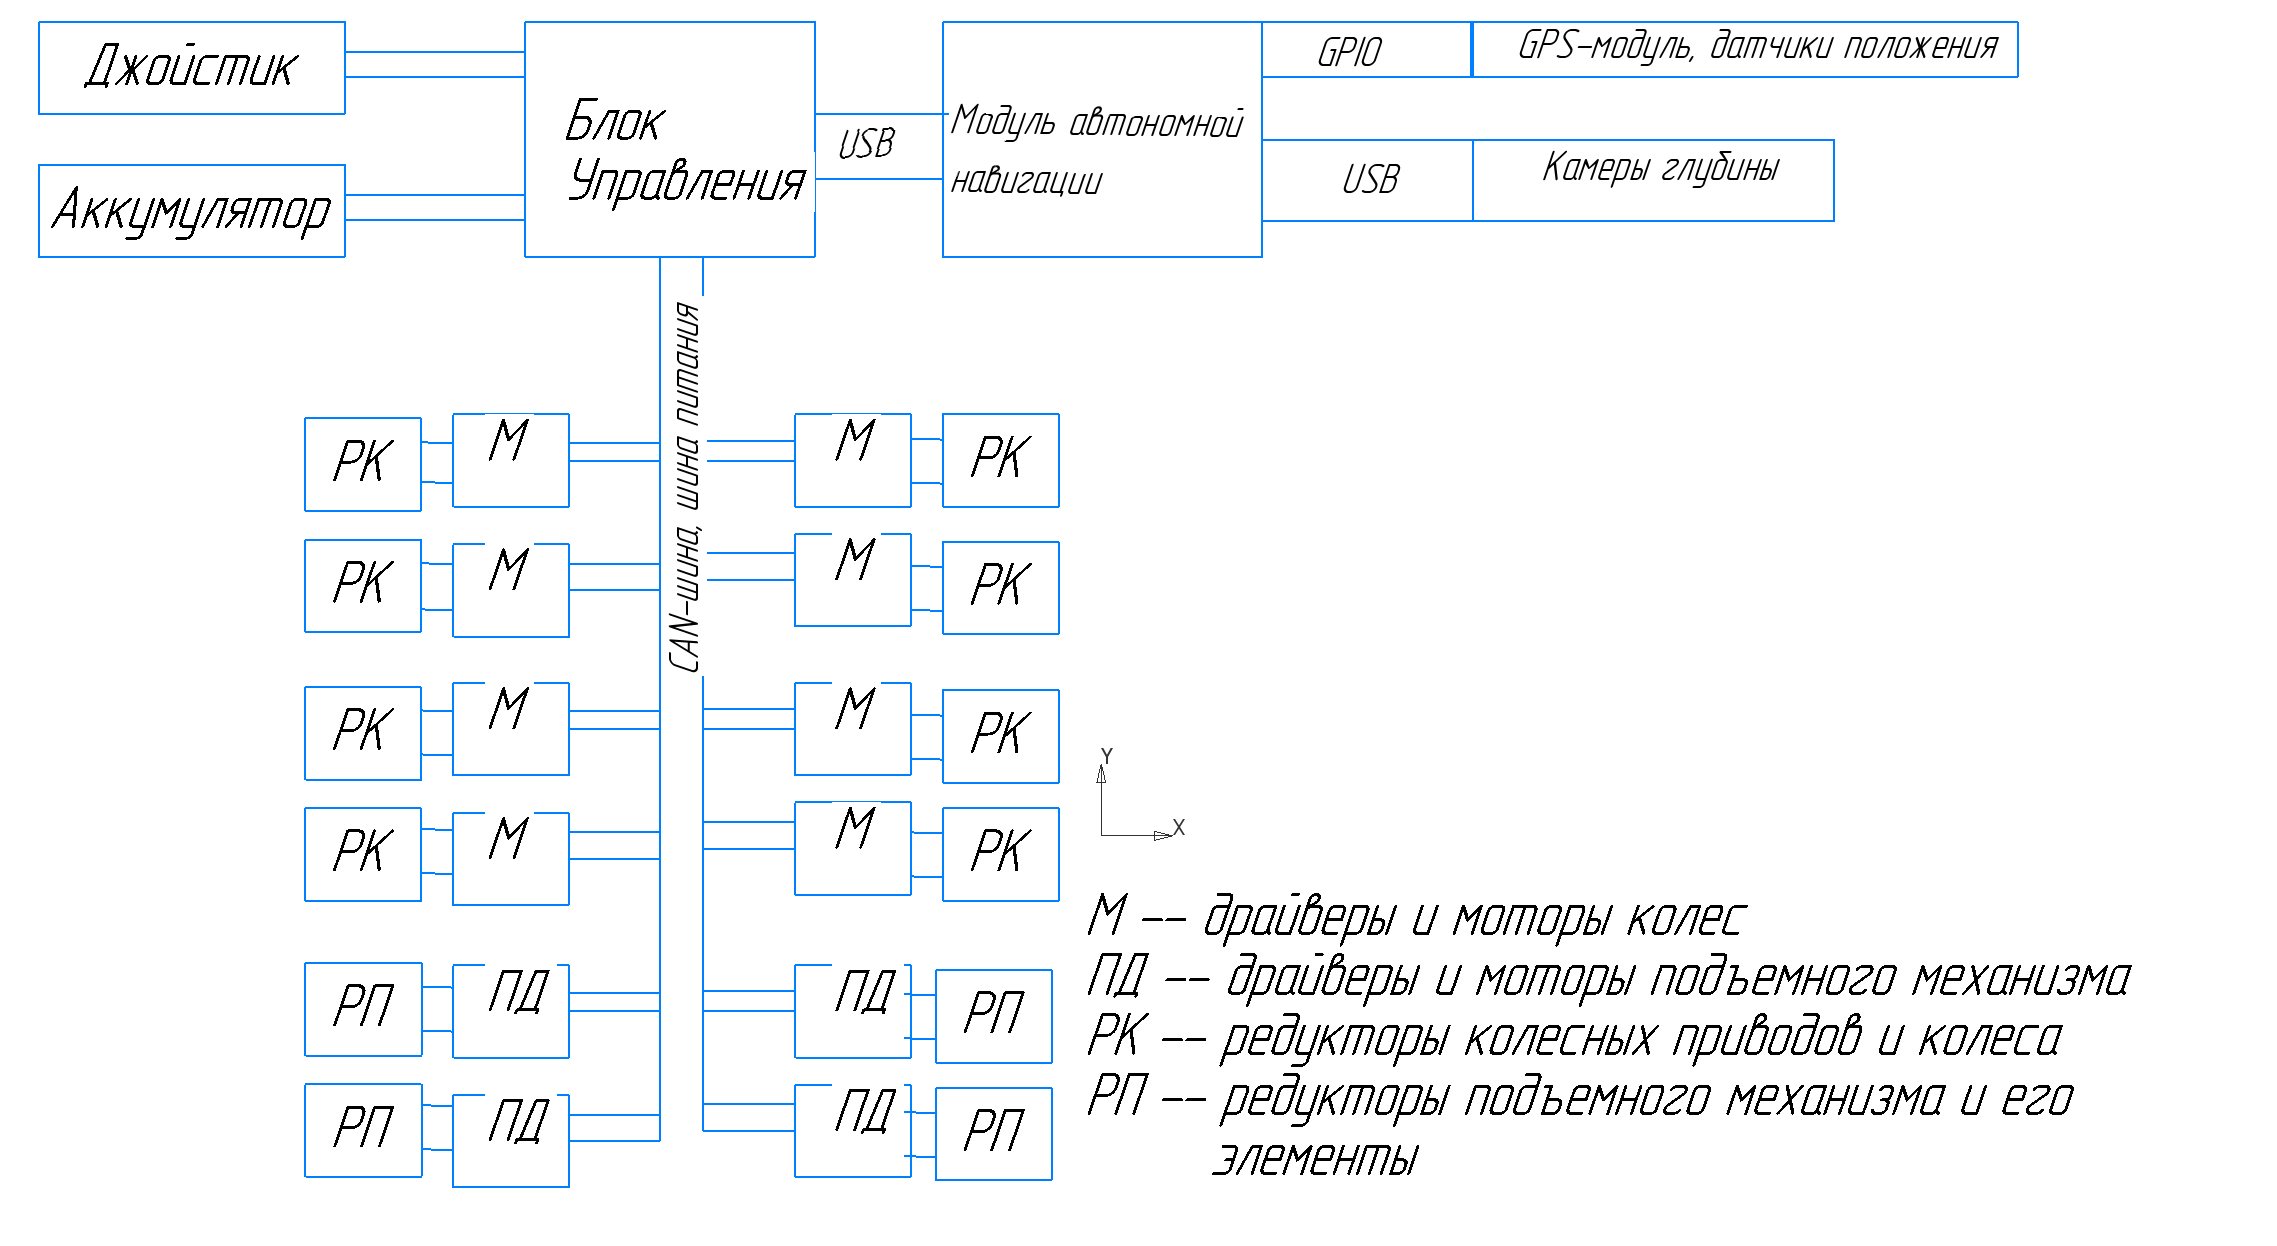 Джойстик
Аккумулятор
Блок
Управления
USB
Модуль автономной
навигации
GPIO
GPS-модуль, датчики положения
USB
Камеры глубины
CAN-шина, шина питания
РК
М
М
РК
РК
М
М
РК
РК
М
М
РК
РК
М
М
РК
РП
ПД
ПД
РП
РП
ПД
ПД
РП
Y
X
М -- драйверы и моторы колес
ПД -- драйверы и моторы подъемного механизма
РК -- редукторы колесных приводов и колеса
РП -- редукторы подъемного механизма и его
элементы